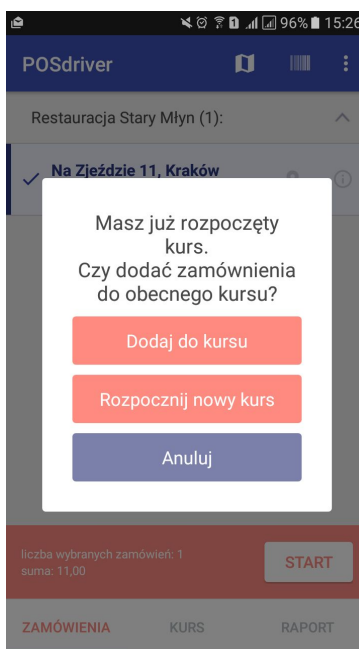 96% 15:26
POSdriver
Restauracja Stary Młyn (1):
Na Zjeździe 11, Kraków
Masz już rozpoczęty
kurs.
Czy dodać zamównienia
do obecnego kursu?
Dodaj do kursu
Rozpocznij nowy kurs
Anuluj
liczba wybranych zamówień: 1
suma: 11,00
START
ZAMÓWIENIA KURS RAPORT